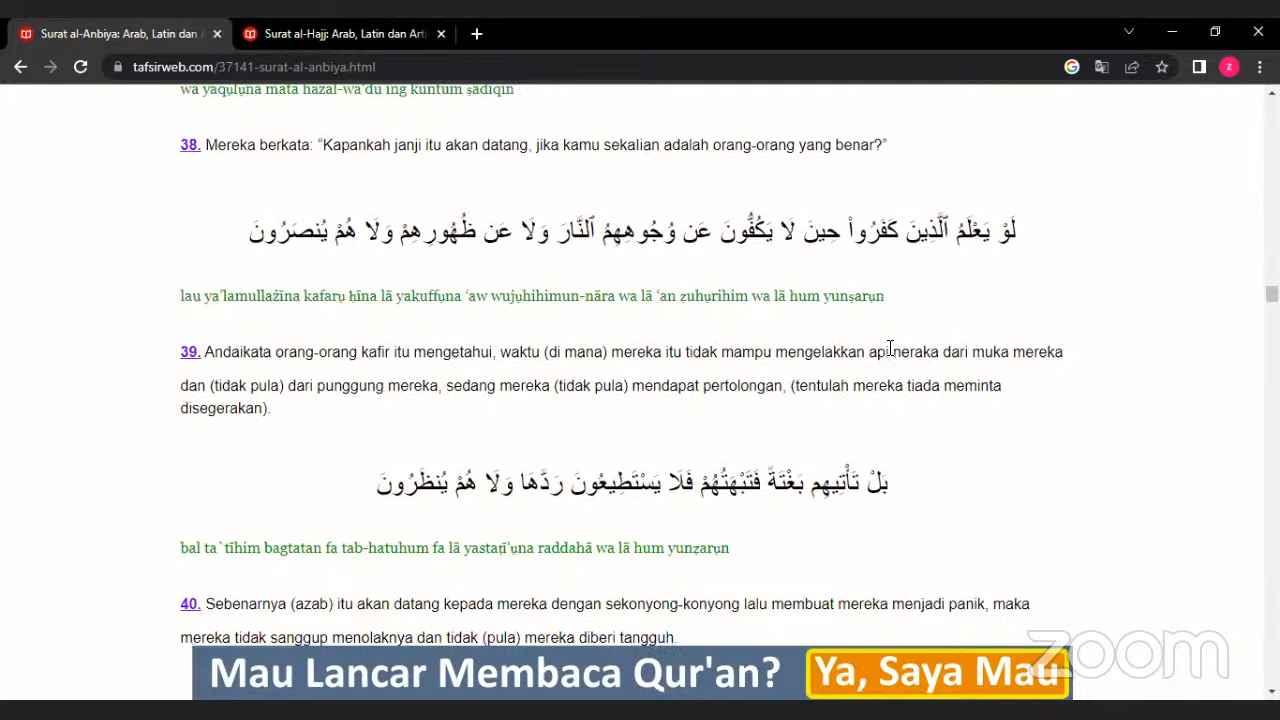 Surat al-Anbiya: Arab, Latin dan
Surat al-Hajj: Arab, Latin dan Art
tafsirweb.com/37141-surat-al-anbiya.html
wa yaqụlụna matā hāżal-wa'du ing kuntum ṣādiqīn
38. Mereka berkata: “Kapankah janji itu akan datang, jika kamu sekalian adalah orang-orang yang benar?”
لَوْ يَعْلَمُ ٱلَّذِينَ كَفَرُوا۟ حِينَ لَا يَكُفُّونَ عَن وُجُوهِهِمُ ٱلنَّارَ وَلَا عَن ظُهُورِهِمْ وَلَا هُمْ يُنصَرُونَ
lau ya’lamullażīna kafarụ ḥīna lā yakuffụna ‘aw wujụhihimun-nāra wa lā ‘an ẓuhụrihim wa lā hum yunṣarụn
39. Andaikata orang-orang kafir itu mengetahui, waktu (di mana) mereka itu tidak mampu mengelakkan api neraka dari muka mereka
dan (tidak pula) dari punggung mereka, sedang mereka (tidak pula) mendapat pertolongan, (tentulah mereka tiada meminta
disegerakan).
بَلْ تَأْتِيهِم بَغْتَةً فَتَبْهَتُهُمْ فَلَا يَسْتَطِيعُونَ رَدَّهَا وَلَا هُمْ يُنظَرُونَ
bal ta`tīhim bagtatan fa tab-hatuhum fa lā yastaṭī’ụna raddahā wa lā hum yunẓarụn
40. Sebenarnya (azab) itu akan datang kepada mereka dengan sekonyong-konyong lalu membuat mereka menjadi panik, maka
mereka tidak sanggup menolaknya dan tidak (pula) mereka diberi tangguh.
Mau Lancar Membaca Qur'an? Ya, Saya Mau
zoom